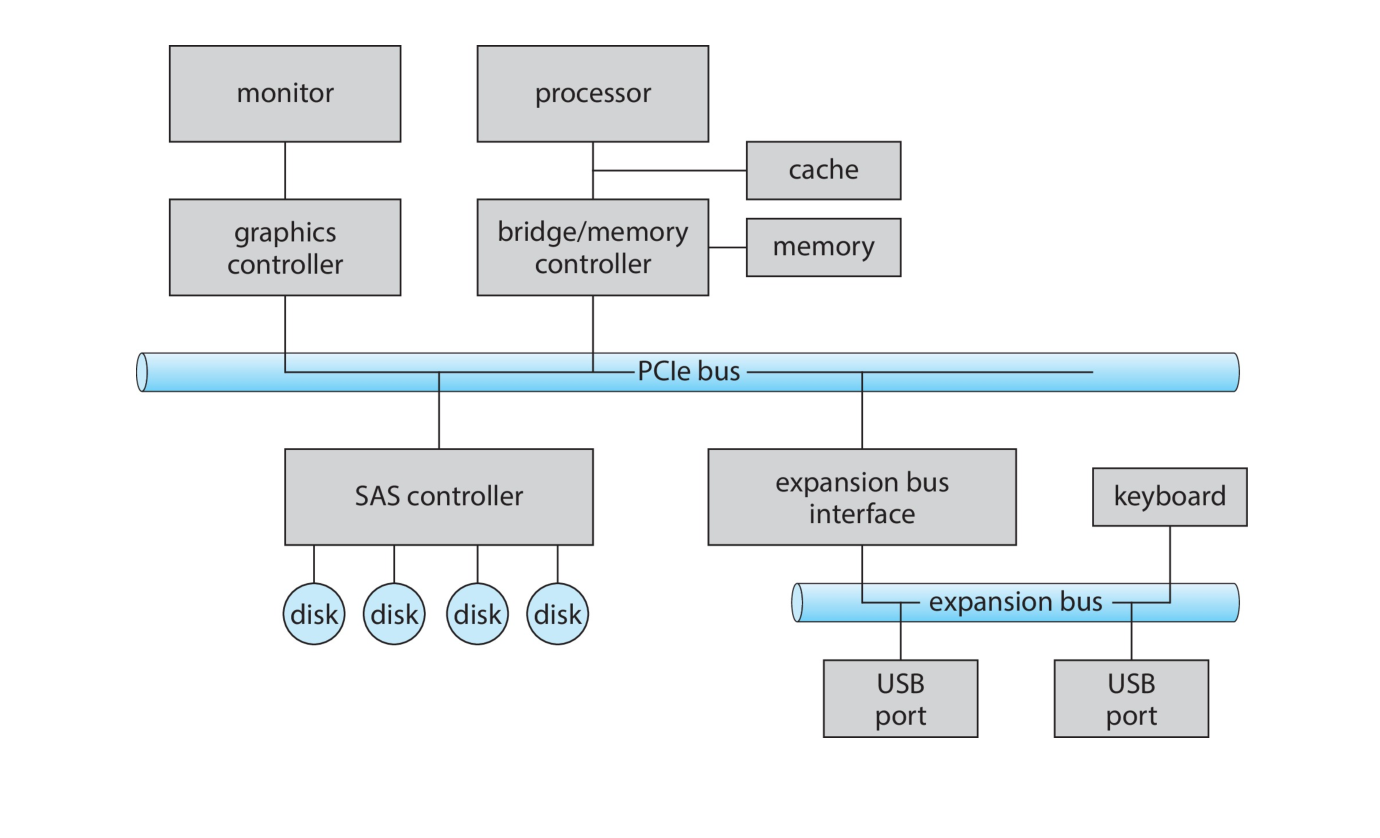 monitor
processor
cache
graphics
controller
bridge/memory
controller
memory
PCIe bus
SAS controller
expansion bus
interface
keyboard
disk
disk
disk
disk
expansion bus
USB
port
USB
port